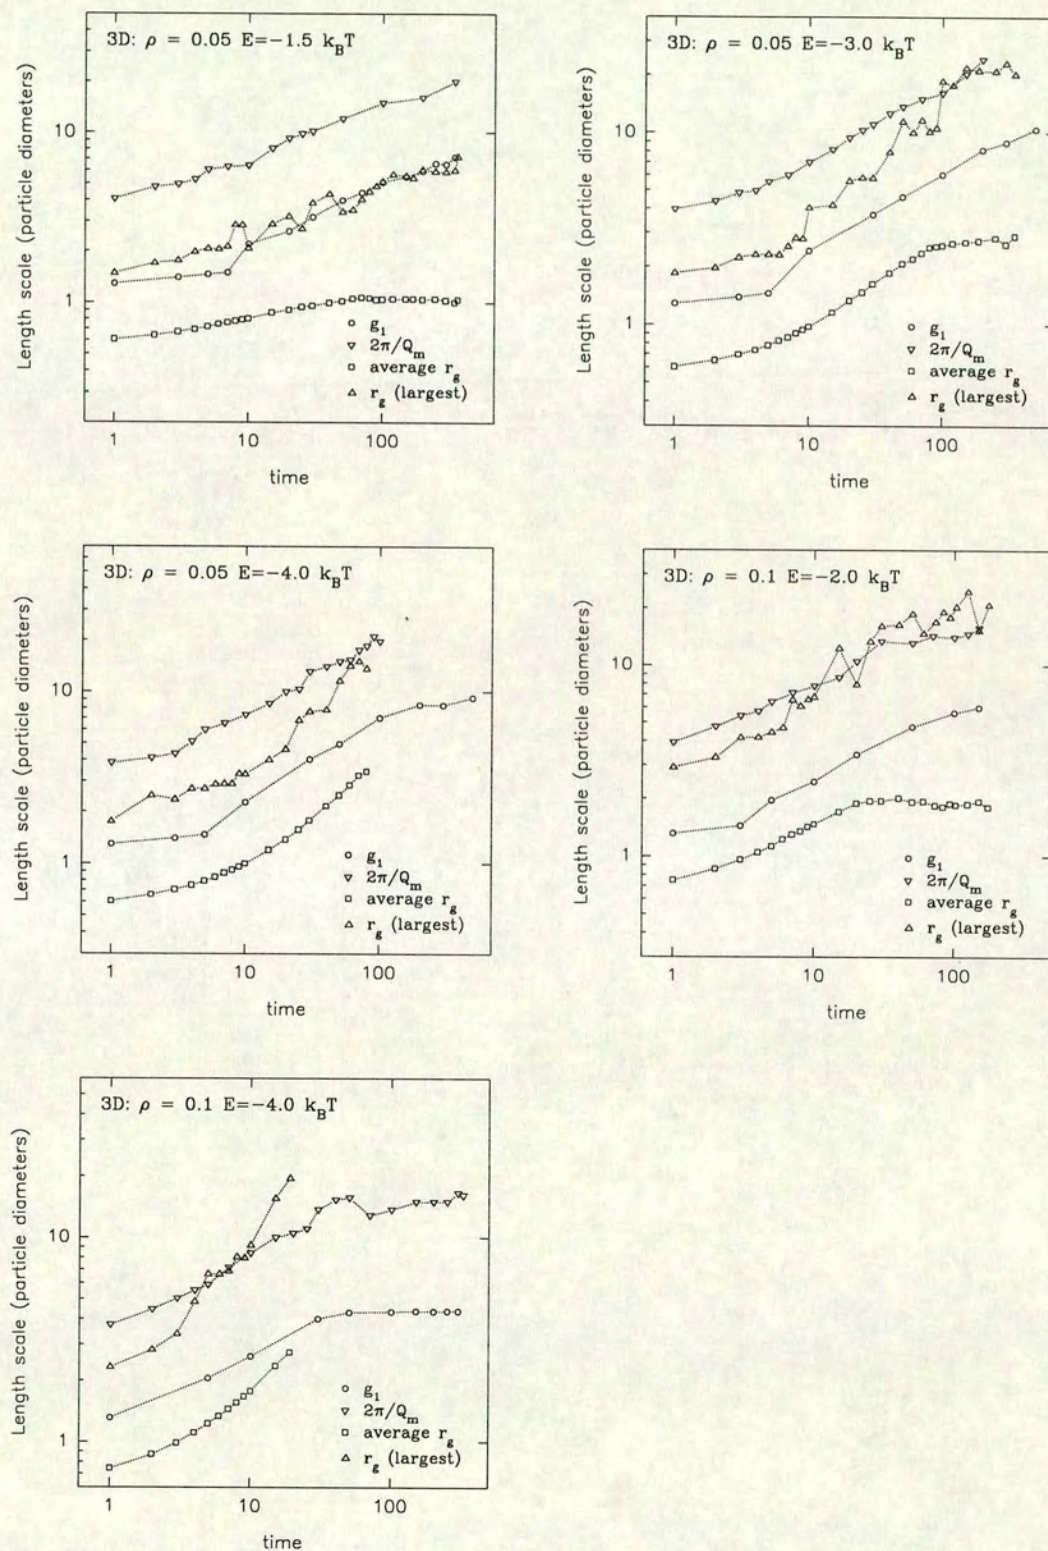 Length scale (particle diameters)
3D: ρ = 0.05 E=−1.5 k_BT
10
1
g_1
2π/Q_m
average r_g
r_g (largest)
1 10 100
time
Length scale (particle diameters)
3D: ρ = 0.05 E=−3.0 k_BT
10
1
g_1
2π/Q_m
average r_g
r_g (largest)
1 10 100
time
Length scale (particle diameters)
3D: ρ = 0.05 E=−4.0 k_BT
10
1
g_1
2π/Q_m
average r_g
r_g (largest)
1 10 100
time
Length scale (particle diameters)
3D: ρ = 0.1 E=−2.0 k_BT
10
1
g_1
2π/Q_m
average r_g
r_g (largest)
1 10 100
time
Length scale (particle diameters)
3D: ρ = 0.1 E=−4.0 k_BT
10
1
g_1
2π/Q_m
average r_g
r_g (largest)
1 10 100
time